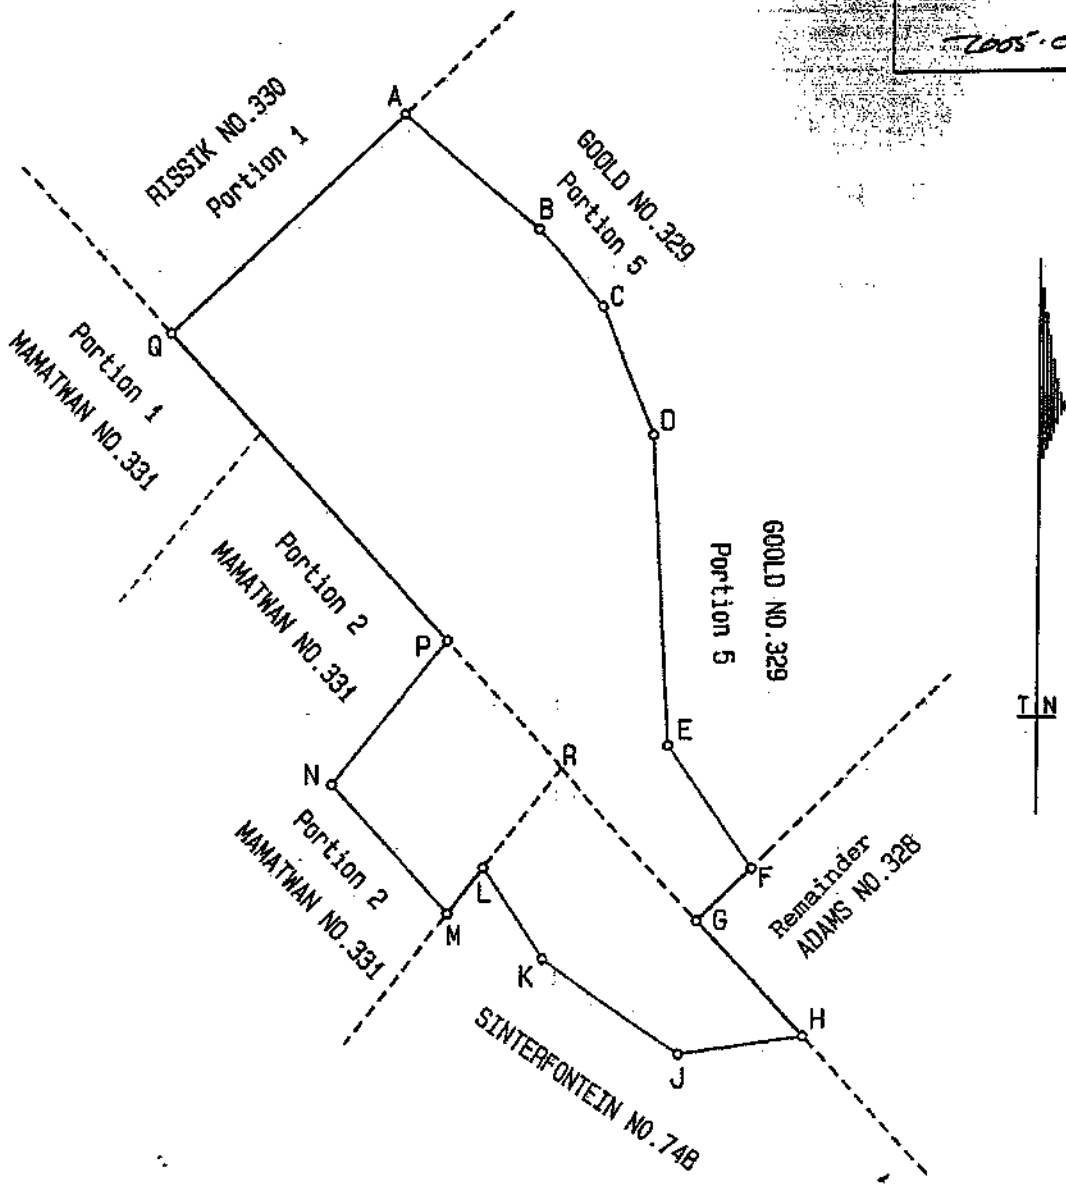 A
RISSIK NO.330
Portion 1
GOOLD NO.329
Portion 5
B
C
Q
Portion 1
MAMATWAN NO.331
D
Portion 2
MAMATWAN NO.331
GOOLD NO.329
Portion 5
P
T N
E
R
N
Portion 2
MAMATWAN NO.331
F
L
G
Remainder
ADAMS NO.328
M
K
H
SINTERFONTEIN NO.748
J